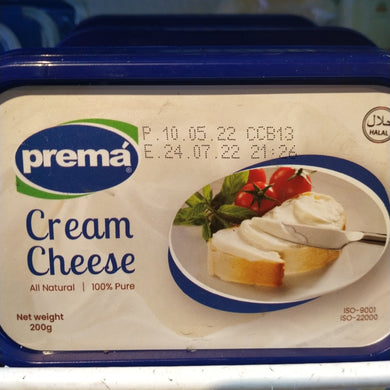 P.10.05.22 CCB13
E.24.07.22 21:26
حلال
HALAL
premá®
Cream
Cheese
All Natural | 100% Pure
Net weight
200g
ISO-9001
ISO-22000